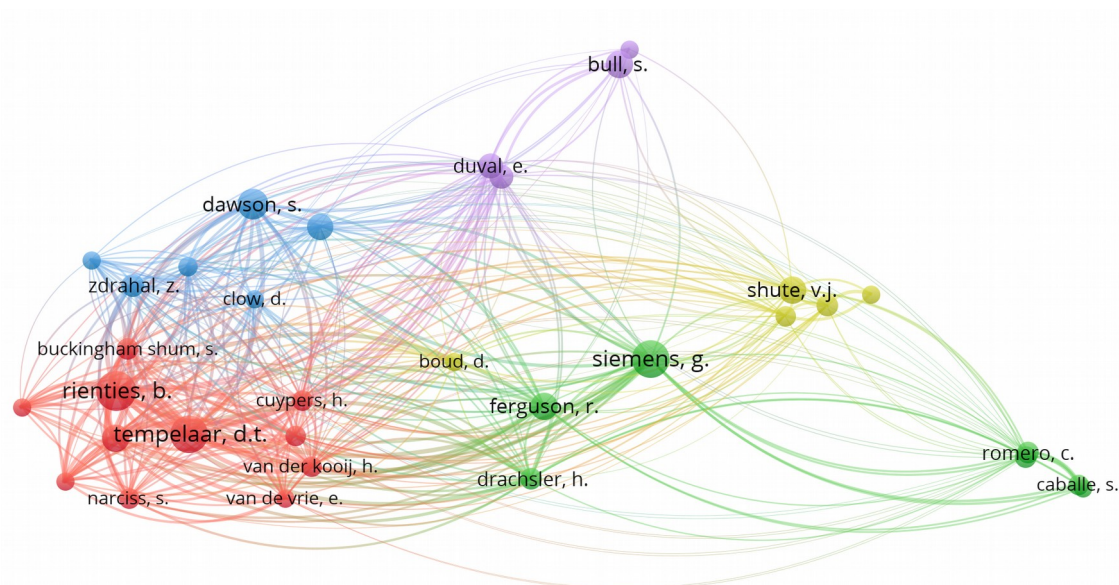 bull, s.
duval, e.
dawson, s.
zdrahal, z.
shute, v.j.
clow, d.
buckingham shum, s.
boud, d.
siemens, g.
rienties, b.
cuypers, h.
ferguson, r.
tempelaar, d.t.
romero, c.
van der kooij, h.
drachsler, h.
caballe, s.
narciss, s.
van de vrie, e.